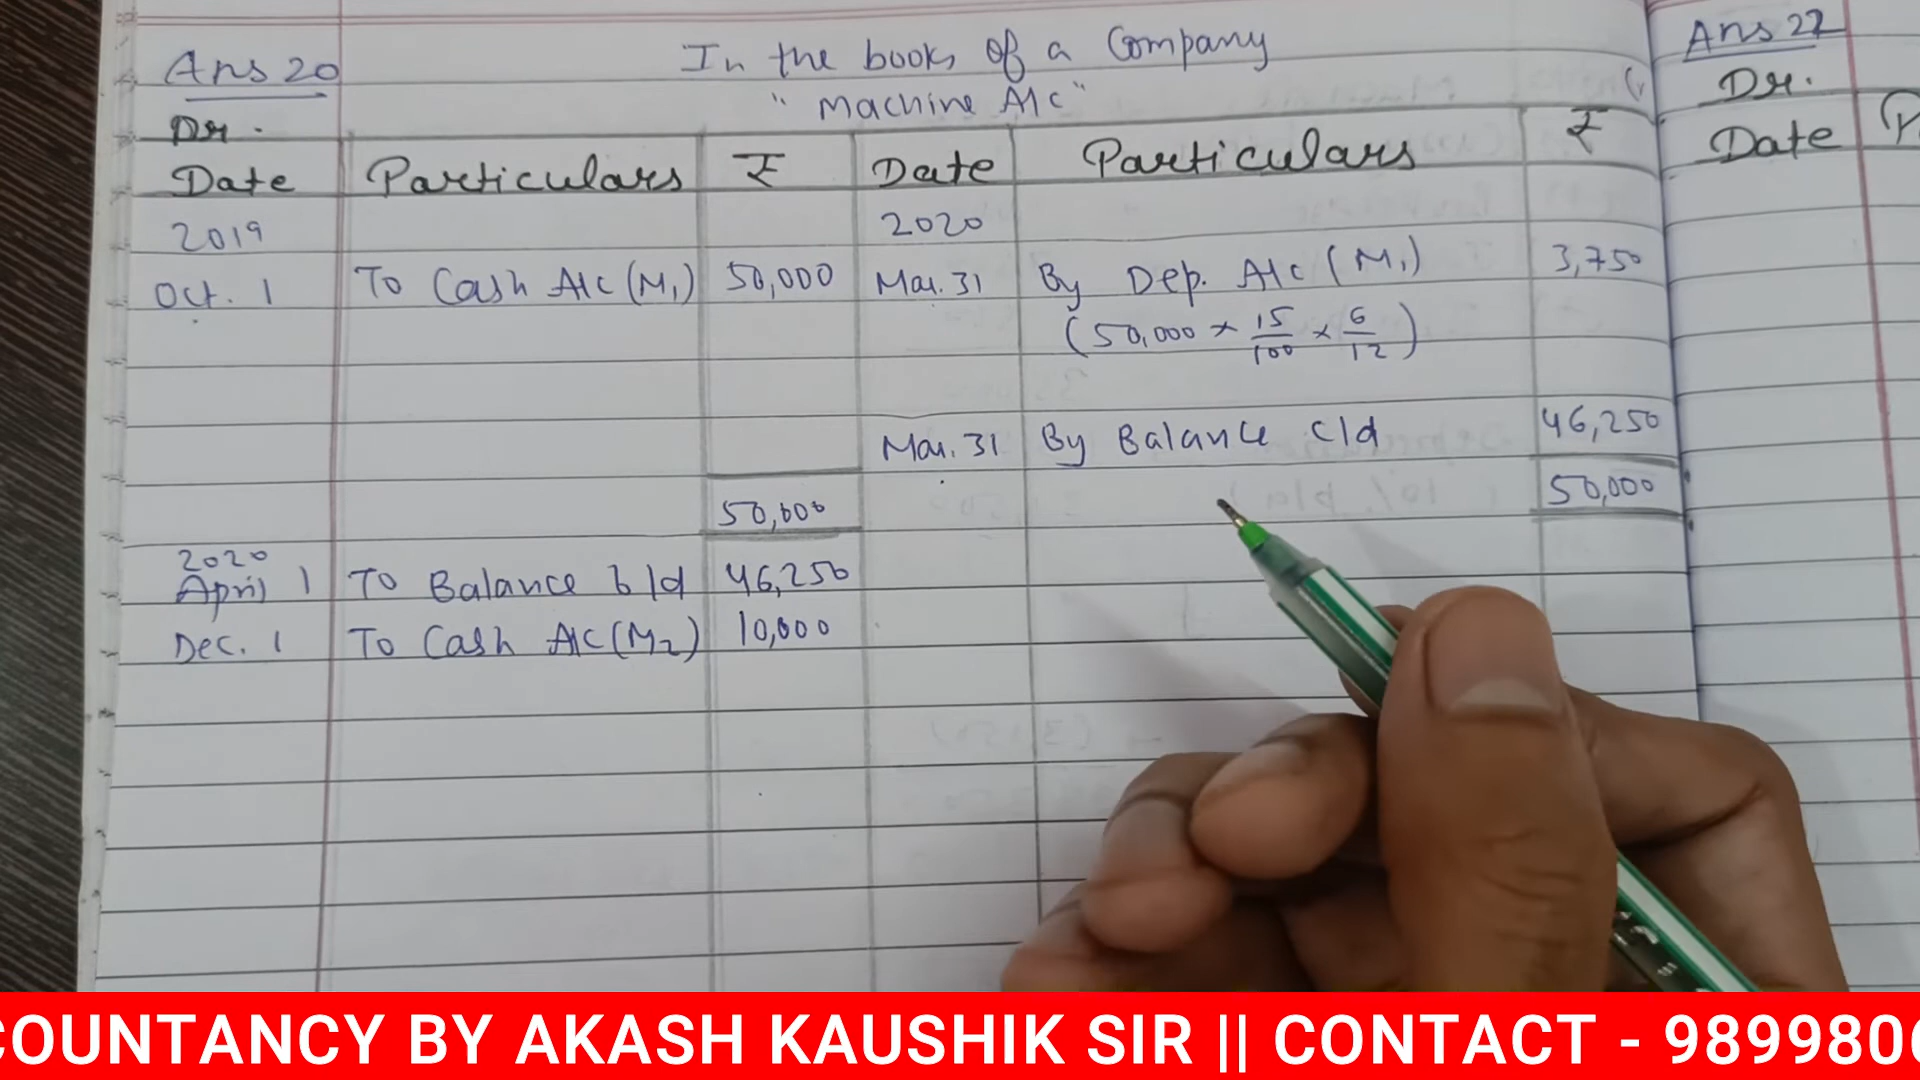 Ans 20
In the books of a Company
"Machine A/c"
Dr.
Date Particulars ₹ Date Particulars ₹
2019 2020
Oct. 1 To Cash A/c (M1) 50,000 Mar. 31 By Dep. A/c (M1) 3,750
(50,000 × 15/100 × 6/12)
Mar. 31 By Balance c/d 46,250
50,000 50,000
2020
April 1 To Balance b/d 46,250
Dec. 1 To Cash A/c (M2) 10,000
Ans 22
Dr.
Date
COUNTANCY BY AKASH KAUSHIK SIR || CONTACT - 989980